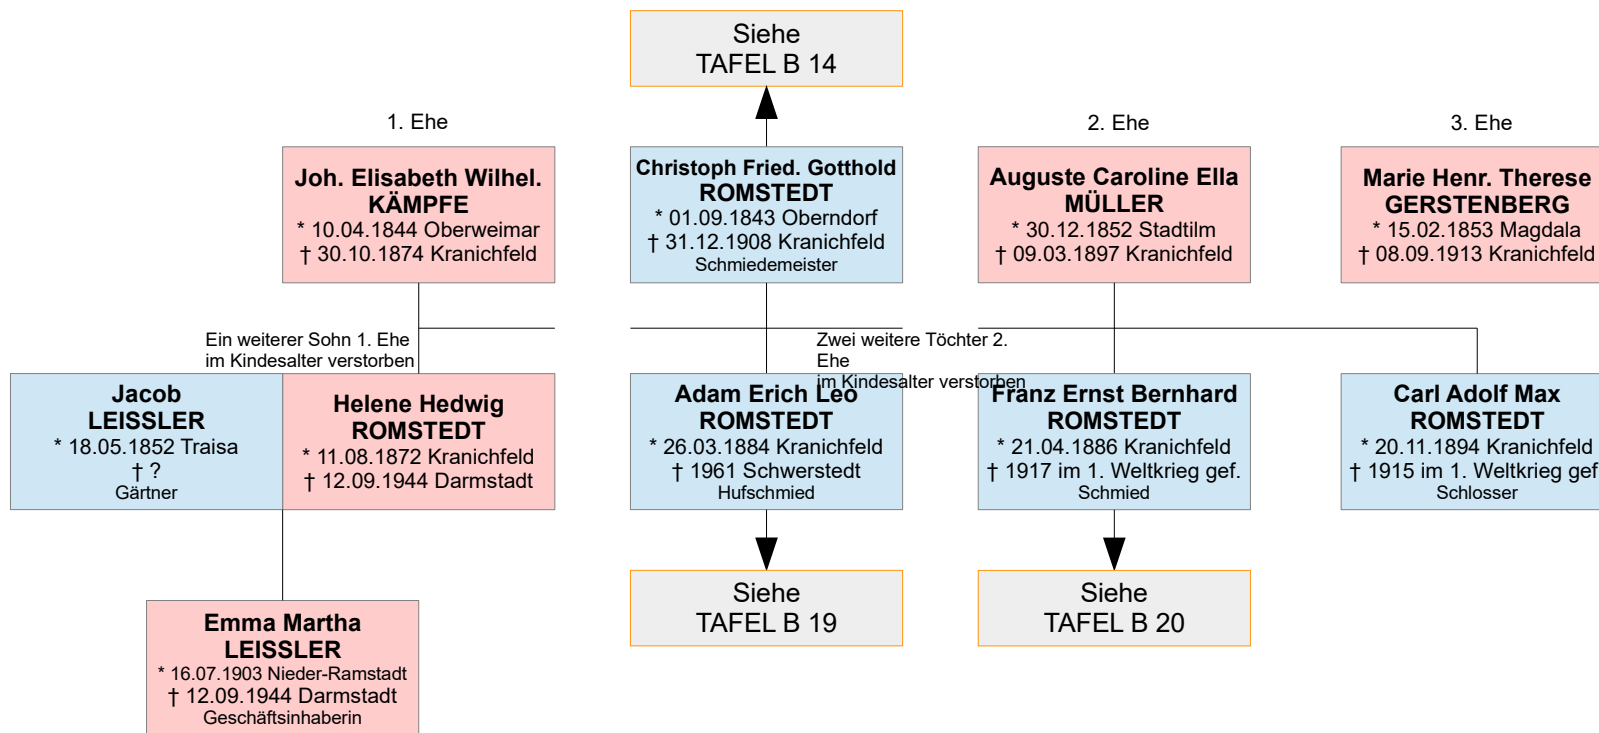 Siehe
TAFEL B 14
1. Ehe
2. Ehe
3. Ehe
Joh. Elisabeth Wilhel.
KÄMPFE
* 10.04.1844 Oberweimar
† 30.10.1874 Kranichfeld
Christoph Fried. Gotthold
ROMSTEDT
* 01.09.1843 Oberndorf
† 31.12.1908 Kranichfeld
Schmiedemeister
Auguste Caroline Ella
MÜLLER
* 30.12.1852 Stadtilm
† 09.03.1897 Kranichfeld
Marie Henr. Therese
GERSTENBERG
* 15.02.1853 Magdala
† 08.09.1913 Kranichfeld
Ein weiterer Sohn 1. Ehe
im Kindesalter verstorben
Zwei weitere Töchter 2.
Ehe
im Kindesalter verstorben
Jacob
LEISSLER
* 18.05.1852 Traisa
† ?
Gärtner
Helene Hedwig
ROMSTEDT
* 11.08.1872 Kranichfeld
† 12.09.1944 Darmstadt
Adam Erich Leo
ROMSTEDT
* 26.03.1884 Kranichfeld
† 1961 Schwerstedt
Hufschmied
Franz Ernst Bernhard
ROMSTEDT
* 21.04.1886 Kranichfeld
† 1917 im 1. Weltkrieg gef.
Schmied
Carl Adolf Max
ROMSTEDT
* 20.11.1894 Kranichfeld
† 1915 im 1. Weltkrieg gef
Schlosser
Siehe
TAFEL B 19
Siehe
TAFEL B 20
Emma Martha
LEISSLER
* 16.07.1903 Nieder-Ramstadt
† 12.09.1944 Darmstadt
Geschäftsinhaberin